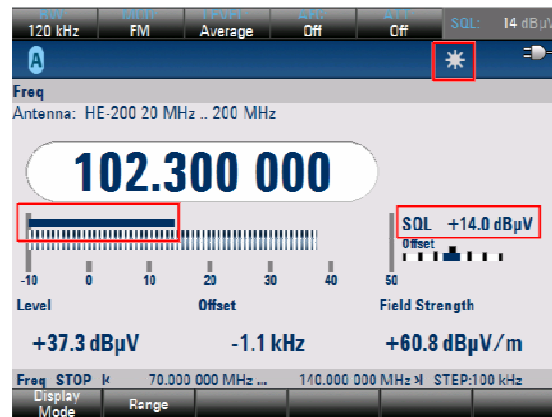 SQL: 14 dBµV
120 kHz FM Average Off Off
A
Freq
Antenna: HE-200 20 MHz .. 200 MHz
102.300 000
SQL +14.0 dBµV
Offset
-10 0 10 20 30 40 50
Level Offset Field Strength
+37.3 dBµV -1.1 kHz +60.8 dBµV/m
Freq STOP 70.000 000 MHz ... 140.000 000 MHz STEP:100 kHz
Display Mode Range